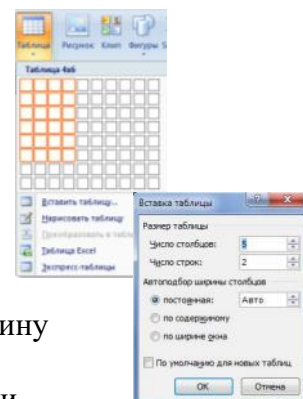 Таблица Рисунок Клип Фигуры S
Таблица 4x6
Вставить таблицу...
Нарисовать таблицу
Преобразовать в табли
Таблица Excel
Экспресс-таблицы
Вставка таблицы
Размер таблицы
Число столбцов: 5
Число строк: 2
Автоподбор ширины столбцов
постоянная: Авто
по содержимому
по ширине окна
По умолчанию для новых таблиц
ОК Отмена
ину
и